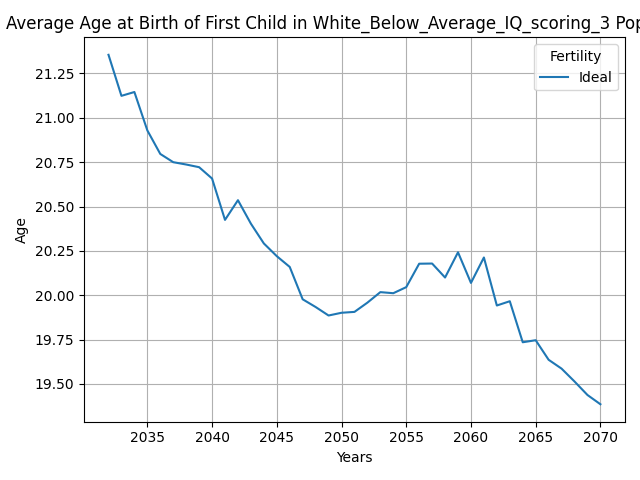 Average Age at Birth of First Child in White_Below_Average_IQ_scoring_3 Pop
Fertility
Ideal
21.25
21.00
20.75
20.50
20.25
20.00
19.75
19.50
Age
2035 2040 2045 2050 2055 2060 2065 2070
Years